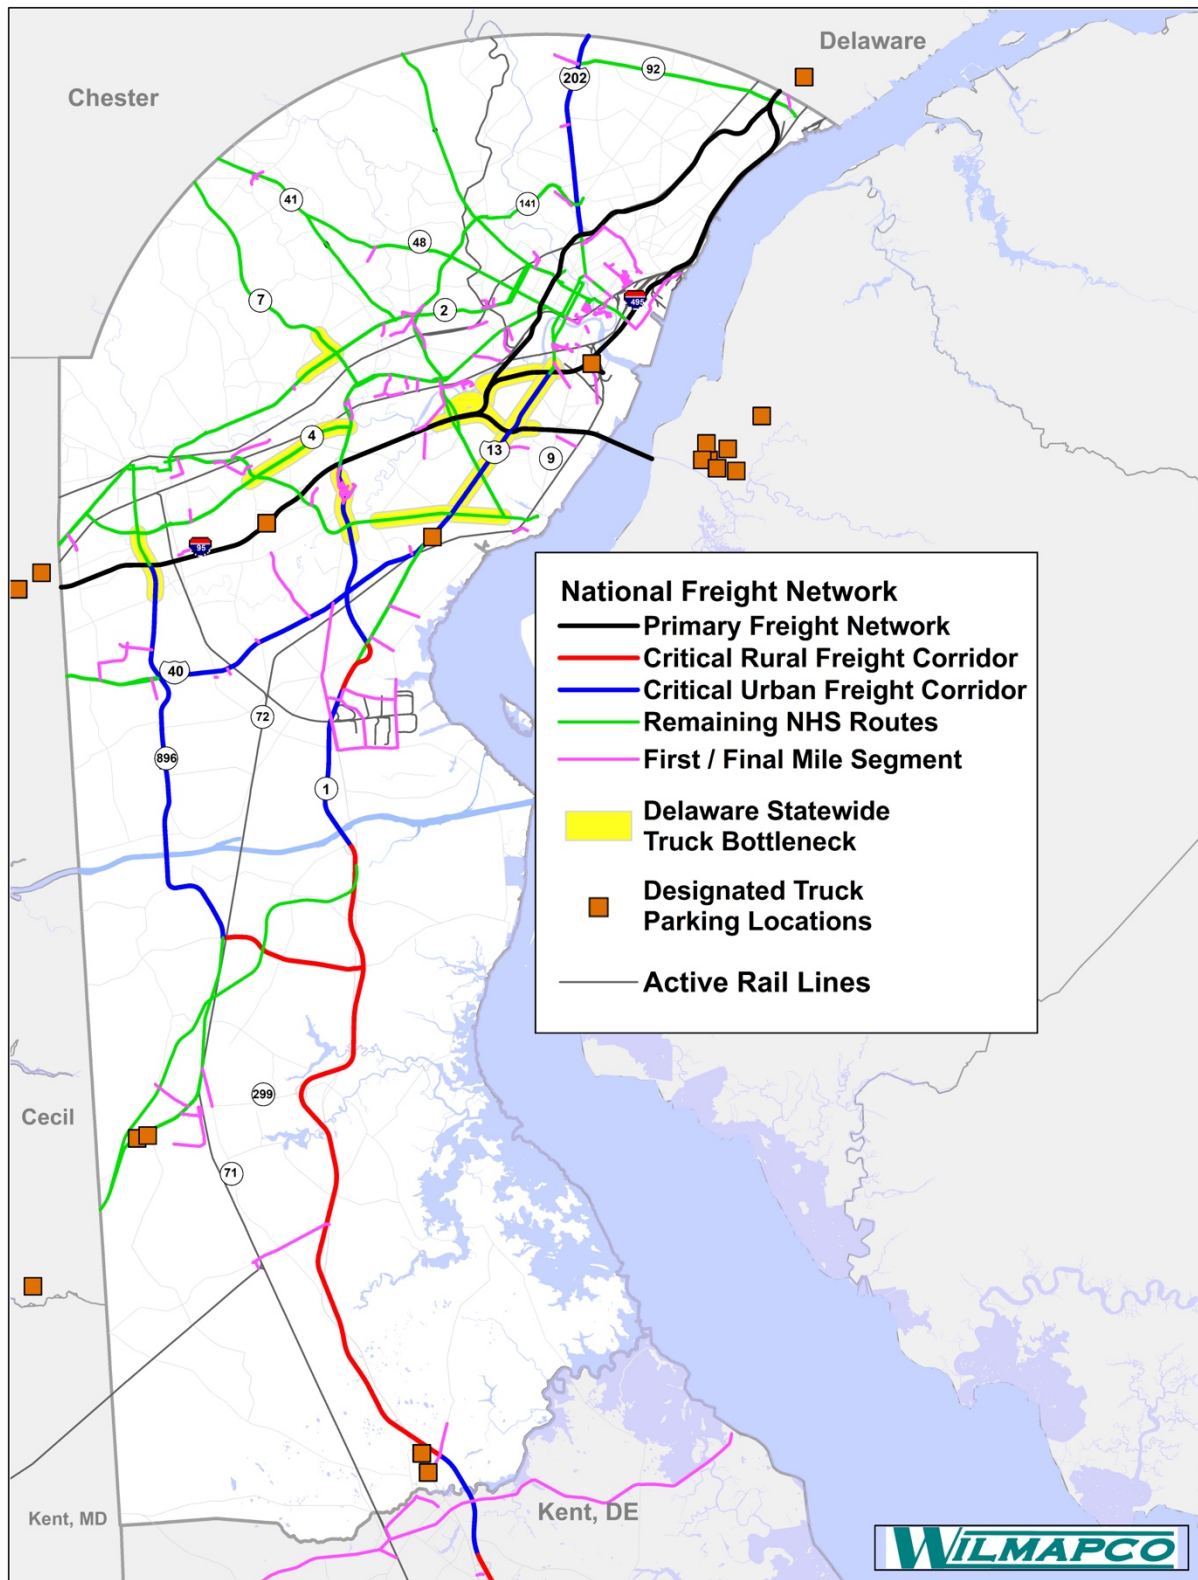 Delaware
Chester
202
92
41
141
48
7
2
495
4
13
9
95
40
72
896
1
National Freight Network
Primary Freight Network
Critical Rural Freight Corridor
Critical Urban Freight Corridor
Remaining NHS Routes
First / Final Mile Segment
Delaware Statewide
Truck Bottleneck
Designated Truck
Parking Locations
Active Rail Lines
299
Cecil
71
Kent, MD
Kent, DE
WILMAPCO